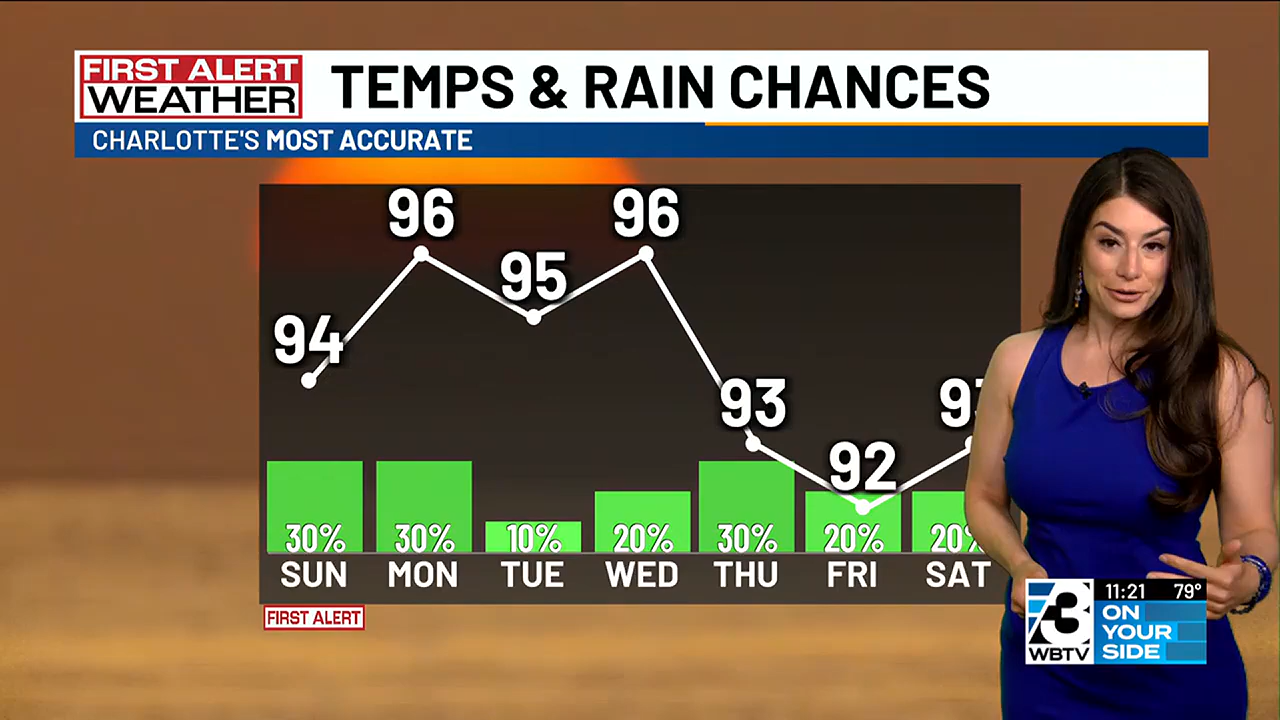 FIRST ALERT
WEATHER
TEMPS & RAIN CHANCES
CHARLOTTE'S MOST ACCURATE
94
96
95
96
93
92
30%
30%
10%
20%
30%
20%
20%
SUN
MON
TUE
WED
THU
FRI
SAT
FIRST ALERT
3
WBTV
11:21 79°
ON
YOUR
SIDE